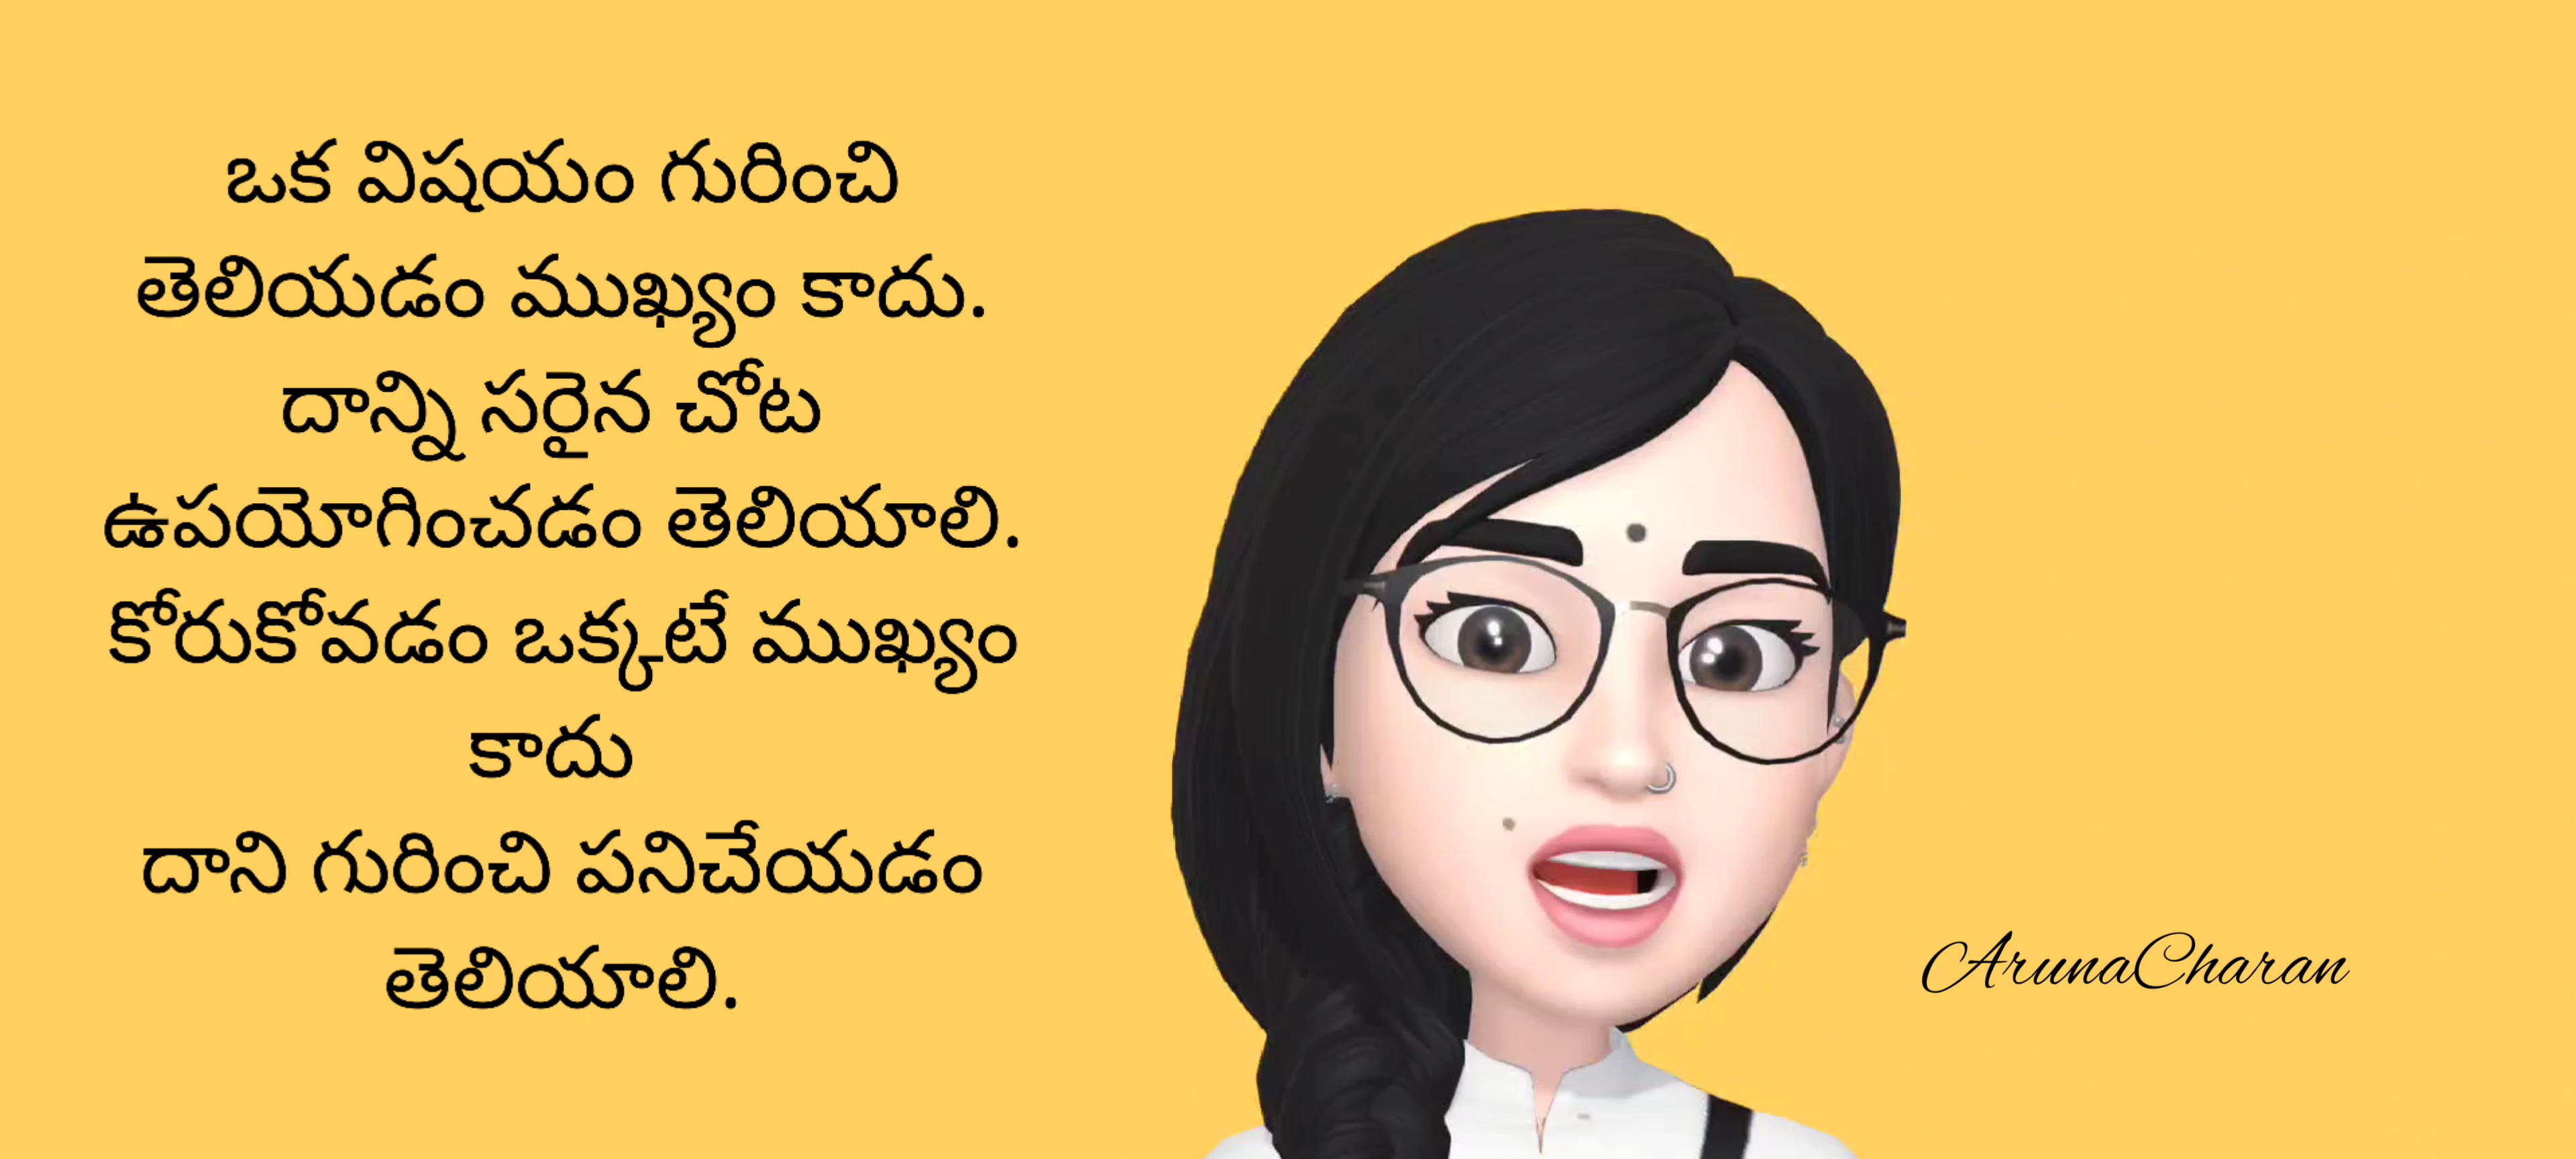 ఒక విషయం గురించి
తెలియడం ముఖ్యం కాదు.
దాన్ని సరైన చోట
ఉపయోగించడం తెలియాలి.
కోరుకోవడం ఒక్కటే ముఖ్యం
కాదు
దాని గురించి పనిచేయడం
తెలియాలి.
ArunaCharan